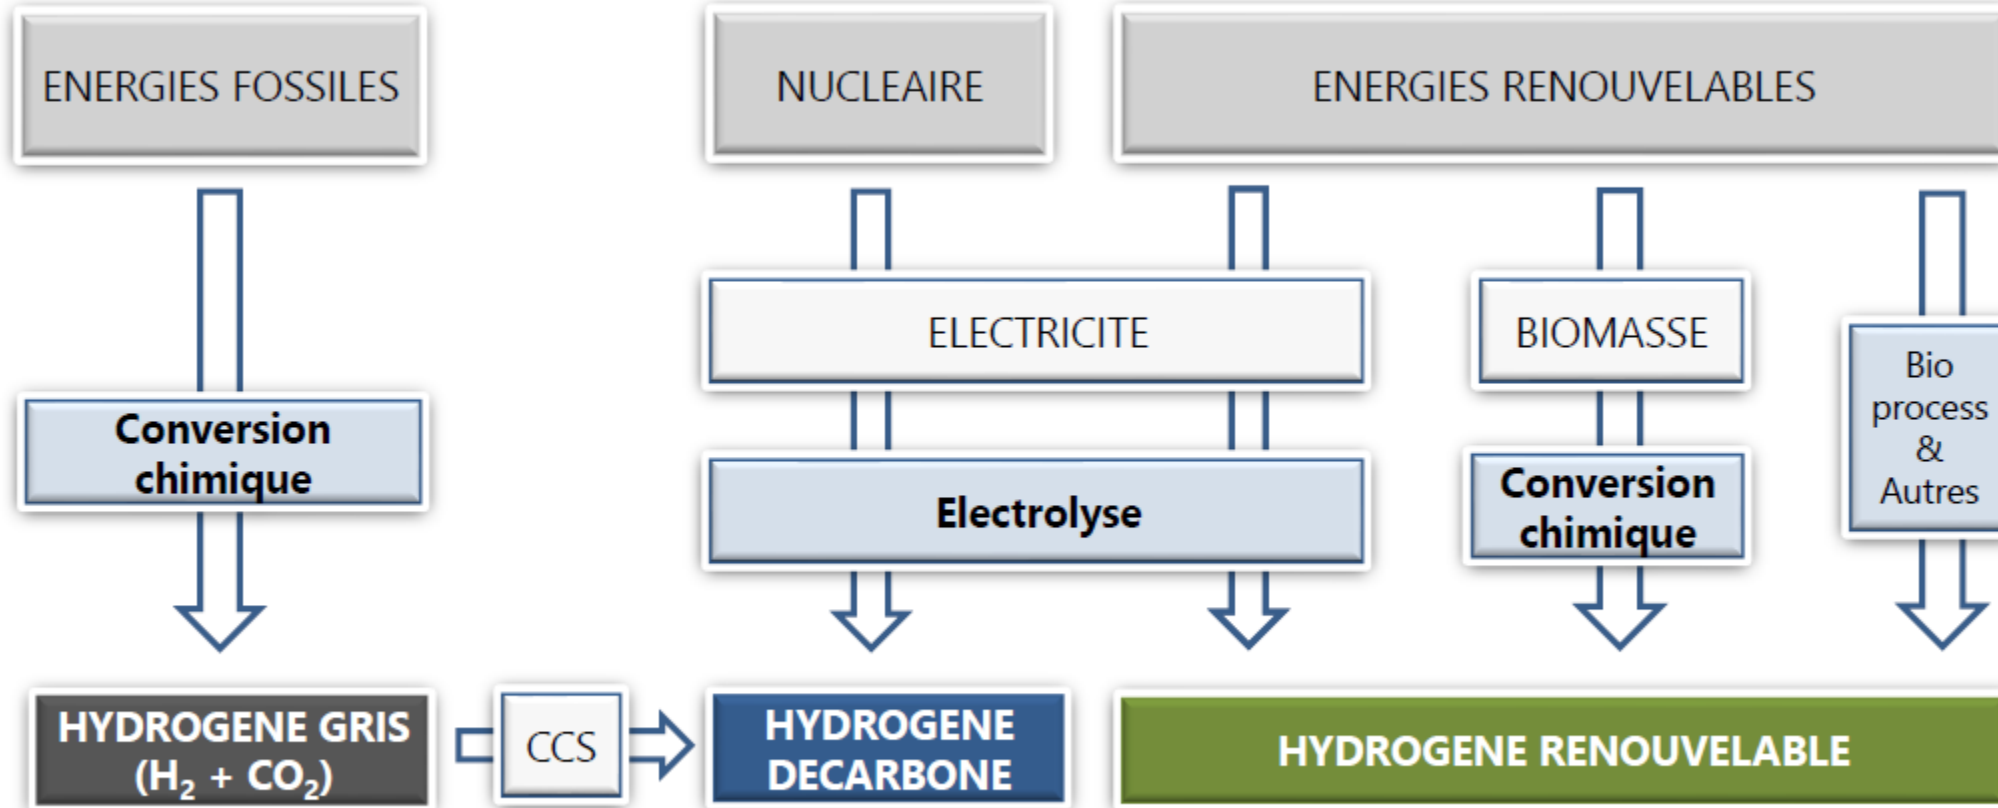 ENERGIES FOSSILES
NUCLEAIRE
ENERGIES RENOUVELABLES
ELECTRICITE
BIOMASSE
Bio
process
&
Autres
Conversion
chimique
Electrolyse
Conversion
chimique
HYDROGENE GRIS
(H₂ + CO₂)
CCS
HYDROGENE
DECARBONE
HYDROGENE RENOUVELABLE